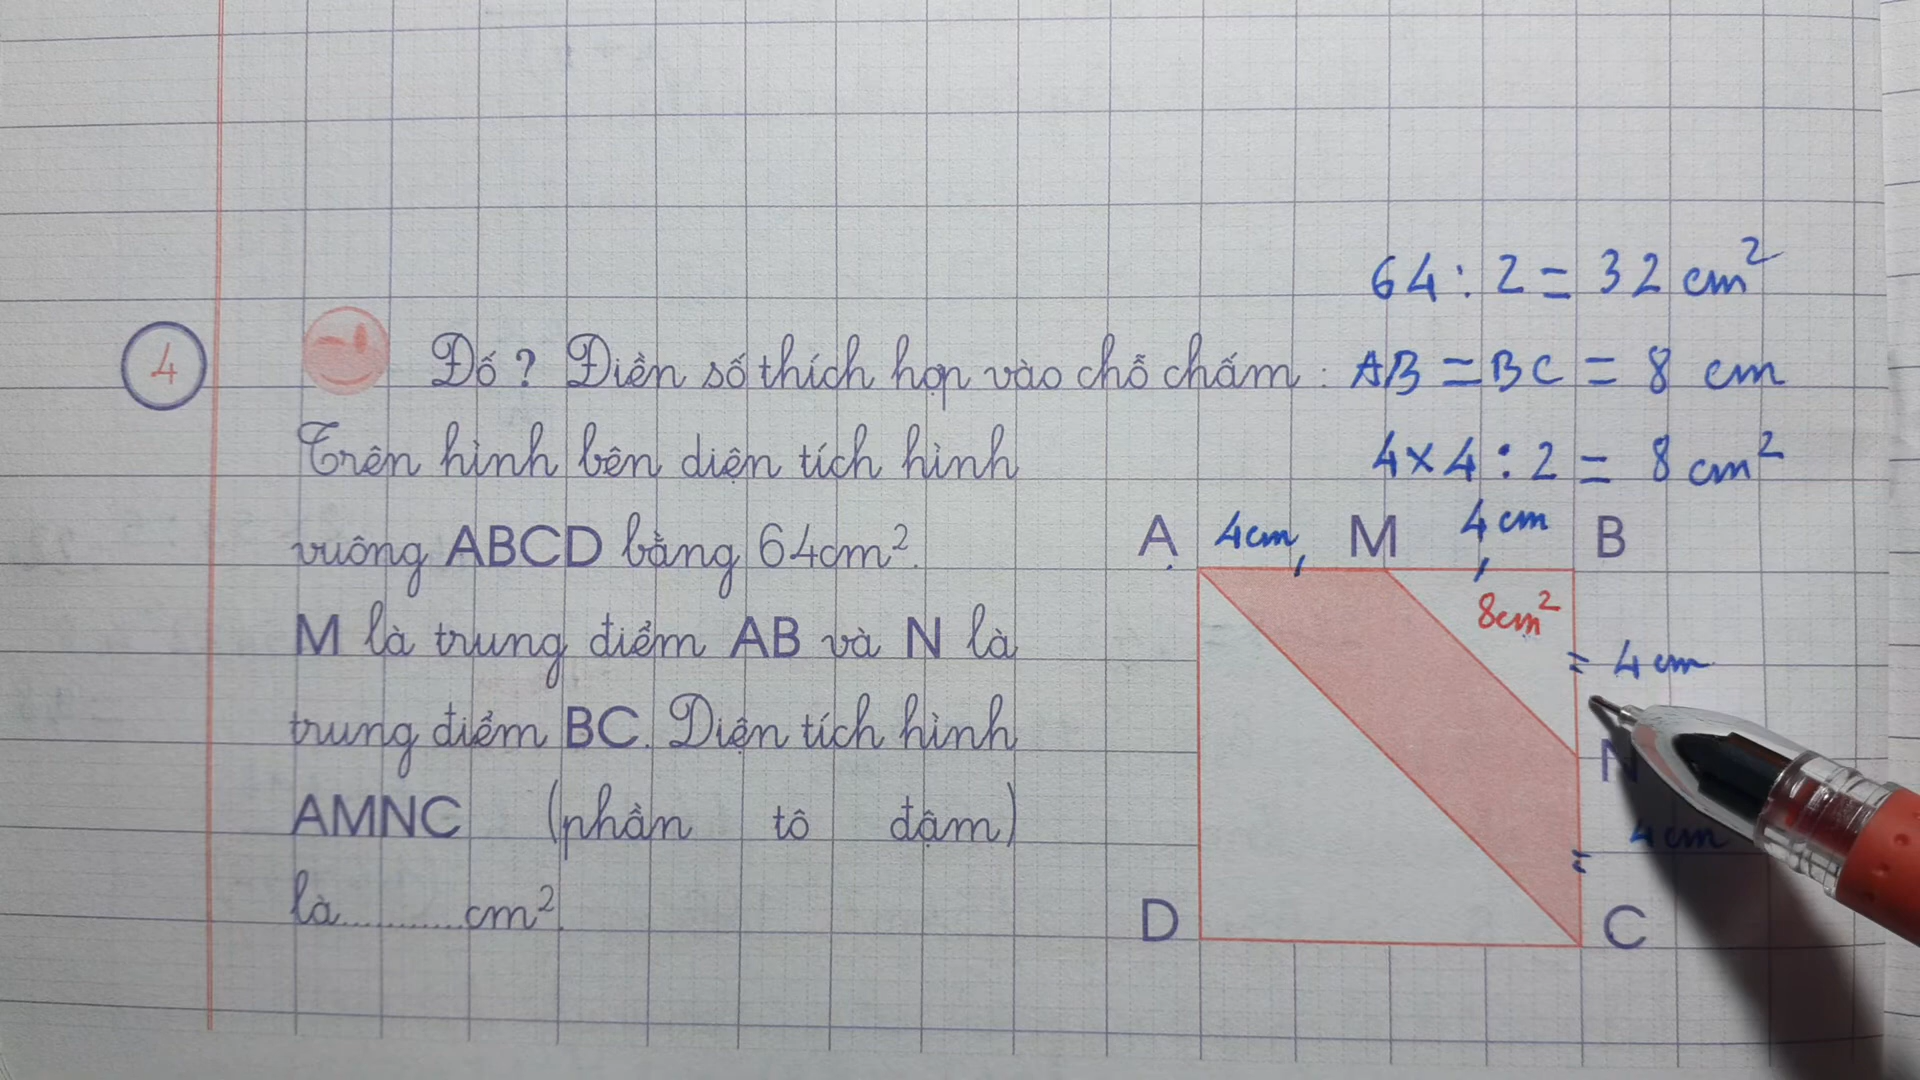 64 : 2 = 32 cm²
4 Đố? Điền số thích hợp vào chỗ chấm : AB = BC = 8 cm
Trên hình bên diện tích hình
4 x 4 : 2 = 8 cm²
vuông ABCD bằng 64cm².
A 4cm M 4cm B
8cm²
M là trung điểm AB và N là
= 4cm
trung điểm BC. Diện tích hình
N
AMNC (phần tô đậm)
4cm
=
là...........cm².
D C